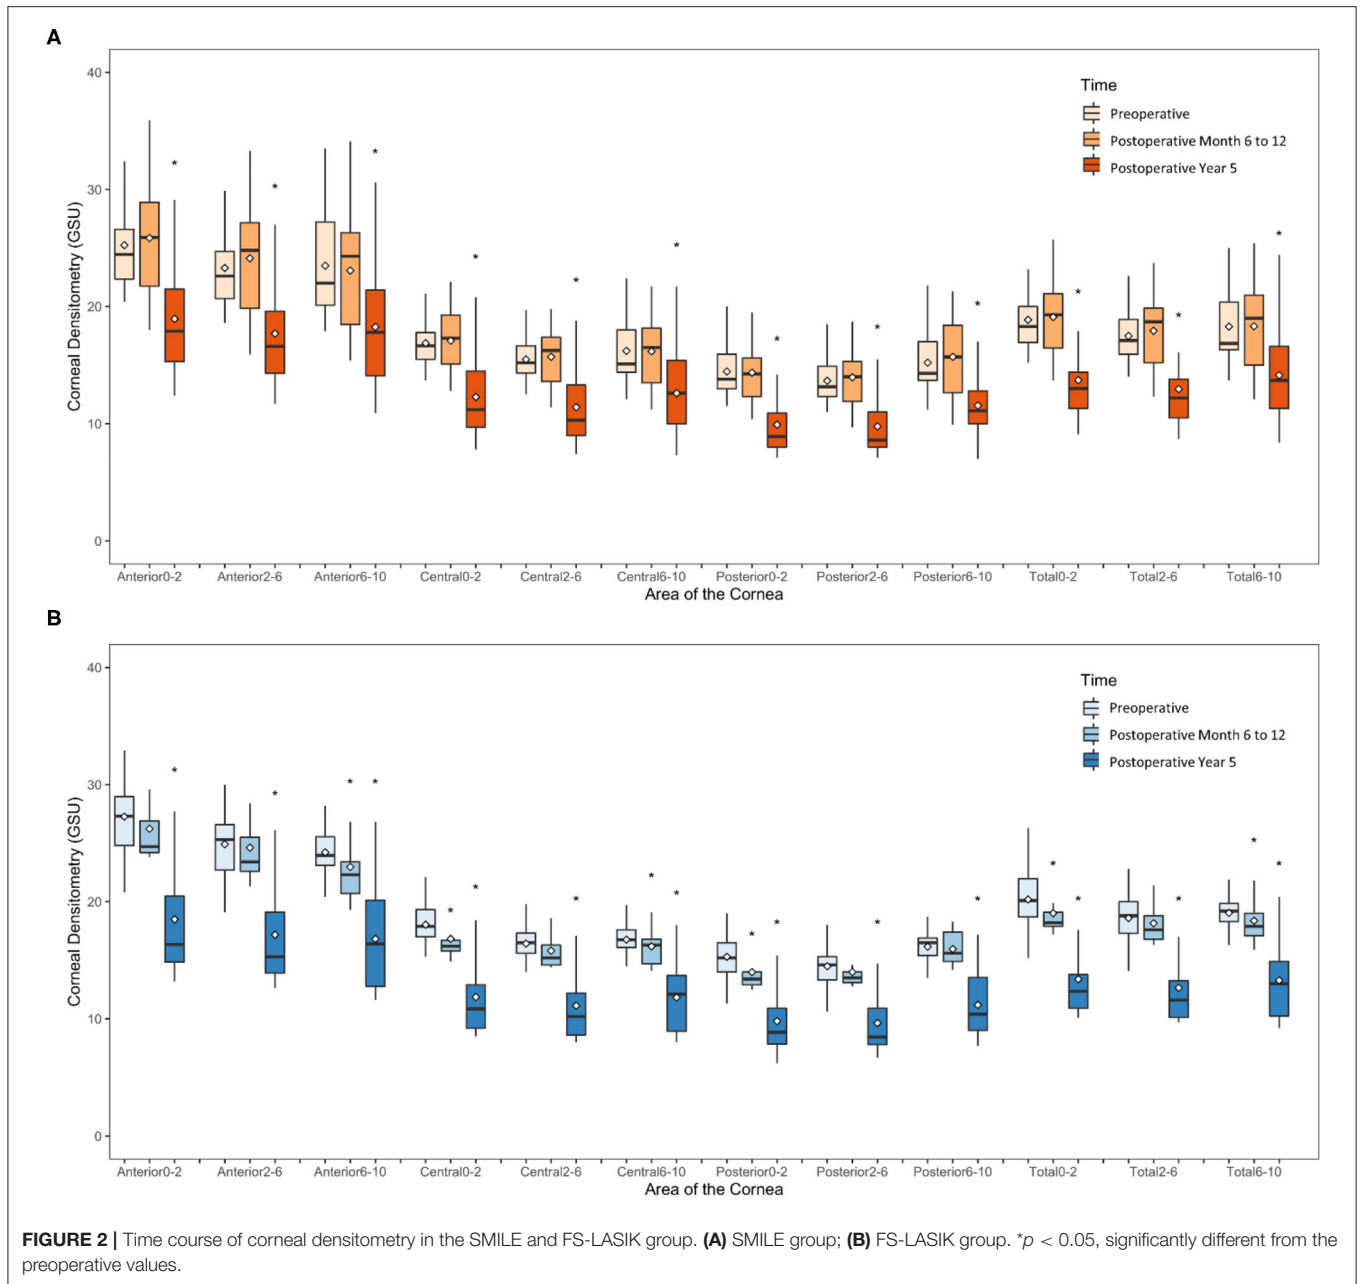 A
Corneal Densitometry (GSU)
40
30
20
10
0
Time
Preoperative
Postoperative Month 6 to 12
Postoperative Year 5
* * * * * * * * * * * *
Anterior0-2 Anterior2-6 Anterior6-10 Central0-2 Central2-6 Central6-10 Posterior0-2 Posterior2-6 Posterior6-10 Total0-2 Total2-6 Total6-10
Area of the Cornea
B
Corneal Densitometry (GSU)
40
30
20
10
0
Time
Preoperative
Postoperative Month 6 to 12
Postoperative Year 5
* * * * * * * * * * * * * * * * * *
Anterior0-2 Anterior2-6 Anterior6-10 Central0-2 Central2-6 Central6-10 Posterior0-2 Posterior2-6 Posterior6-10 Total0-2 Total2-6 Total6-10
Area of the Cornea
FIGURE 2 | Time course of corneal densitometry in the SMILE and FS-LASIK group. (A) SMILE group; (B) FS-LASIK group. *p < 0.05, significantly different from the
preoperative values.